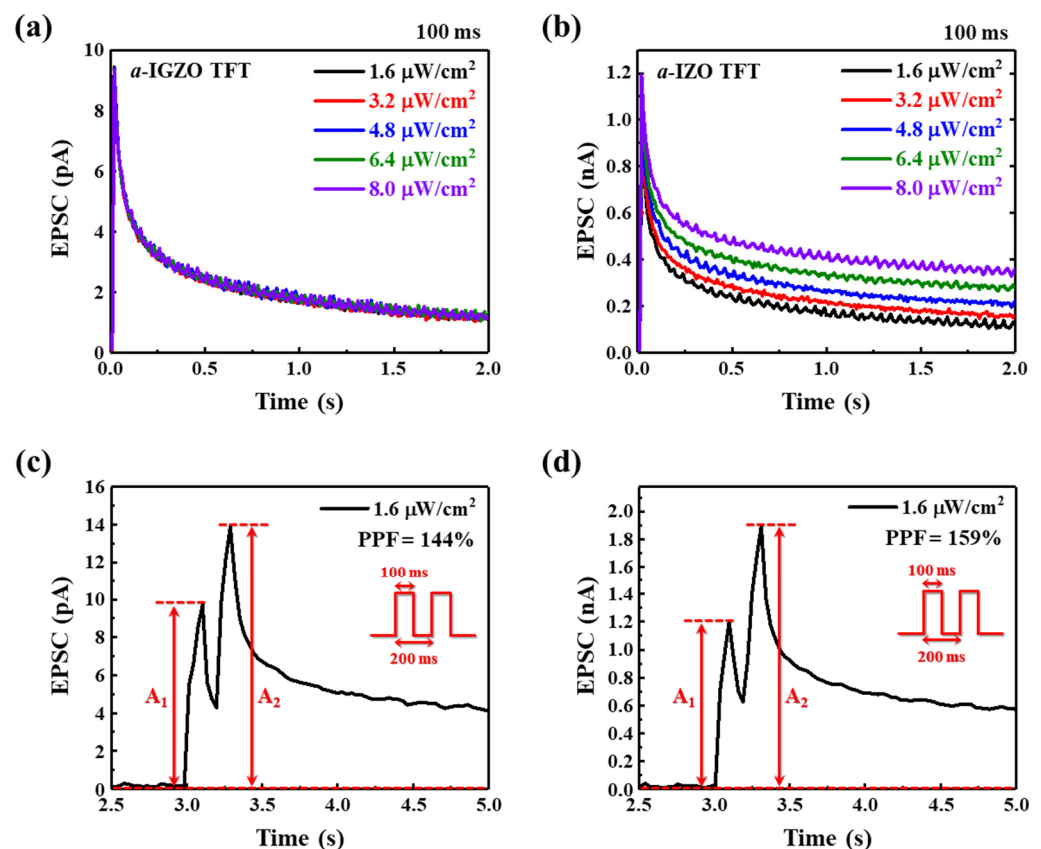 (a)
100 ms
a-IGZO TFT
1.6 μW/cm²
3.2 μW/cm²
4.8 μW/cm²
6.4 μW/cm²
8.0 μW/cm²
EPSC (pA)
10
8
6
4
2
0
0.0 0.5 1.0 1.5 2.0
Time (s)
(b)
100 ms
a-IZO TFT
1.6 μW/cm²
3.2 μW/cm²
4.8 μW/cm²
6.4 μW/cm²
8.0 μW/cm²
EPSC (nA)
1.2
1.0
0.8
0.6
0.4
0.2
0.0
0.0 0.5 1.0 1.5 2.0
Time (s)
(c)
1.6 μW/cm²
PPF = 144%
100 ms
200 ms
A₁
A₂
EPSC (pA)
16
14
12
10
8
6
4
2
0
2.5 3.0 3.5 4.0 4.5 5.0
Time (s)
(d)
1.6 μW/cm²
PPF = 159%
100 ms
200 ms
A₁
A₂
EPSC (nA)
2.0
1.8
1.6
1.4
1.2
1.0
0.8
0.6
0.4
0.2
0.0
2.5 3.0 3.5 4.0 4.5 5.0
Time (s)